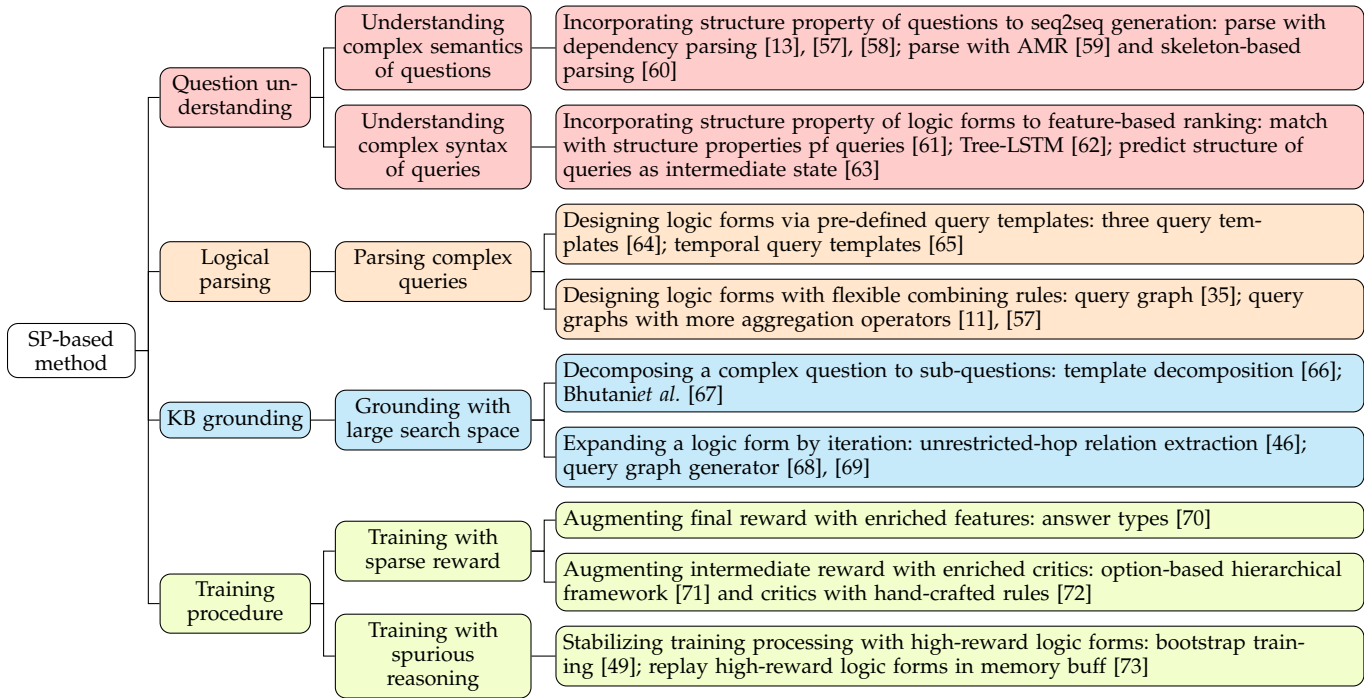 SP-based
method
Question un-
derstanding
Understanding
complex semantics
of questions
Incorporating structure property of questions to seq2seq generation: parse with
dependency parsing [13], [57], [58]; parse with AMR [59] and skeleton-based
parsing [60]
Understanding
complex syntax
of queries
Incorporating structure property of logic forms to feature-based ranking: match
with structure properties pf queries [61]; Tree-LSTM [62]; predict structure of
queries as intermediate state [63]
Logical
parsing
Parsing complex
queries
Designing logic forms via pre-defined query templates: three query tem-
plates [64]; temporal query templates [65]
Designing logic forms with flexible combining rules: query graph [35]; query
graphs with more aggregation operators [11], [57]
KB grounding
Grounding with
large search space
Decomposing a complex question to sub-questions: template decomposition [66];
Bhutaniet al. [67]
Expanding a logic form by iteration: unrestricted-hop relation extraction [46];
query graph generator [68], [69]
Training
procedure
Training with
sparse reward
Augmenting final reward with enriched features: answer types [70]
Augmenting intermediate reward with enriched critics: option-based hierarchical
framework [71] and critics with hand-crafted rules [72]
Training with
spurious
reasoning
Stabilizing training processing with high-reward logic forms: bootstrap train-
ing [49]; replay high-reward logic forms in memory buff [73]